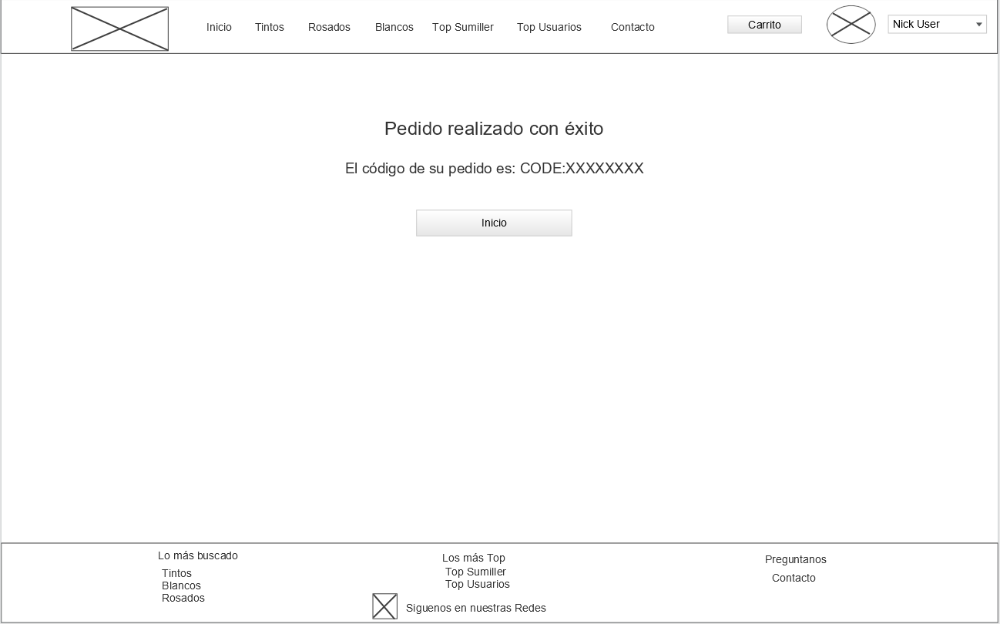 Inicio Tintos Rosados Blancos Top Sumiller Top Usuarios Contacto Carrito Nick User
Pedido realizado con éxito
El código de su pedido es: CODE:XXXXXXXX
Inicio
Lo más buscado
Tintos
Blancos
Rosados
Los más Top
Top Sumiller
Top Usuarios
Siguenos en nuestras Redes
Preguntanos
Contacto